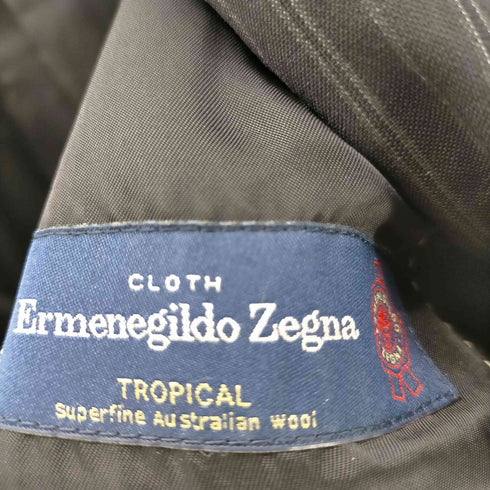 CLOTH
Ermenegildo Zegna
TROPICAL
Superfine Australian wool